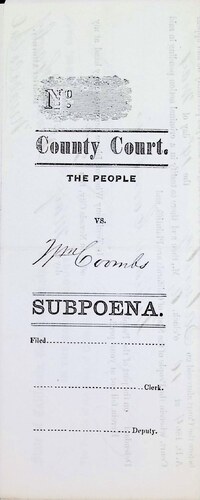 No
County Court.
THE PEOPLE
vs.
Wm Coombs
SUBPOENA.
Filed
Clerk.
Deputy.